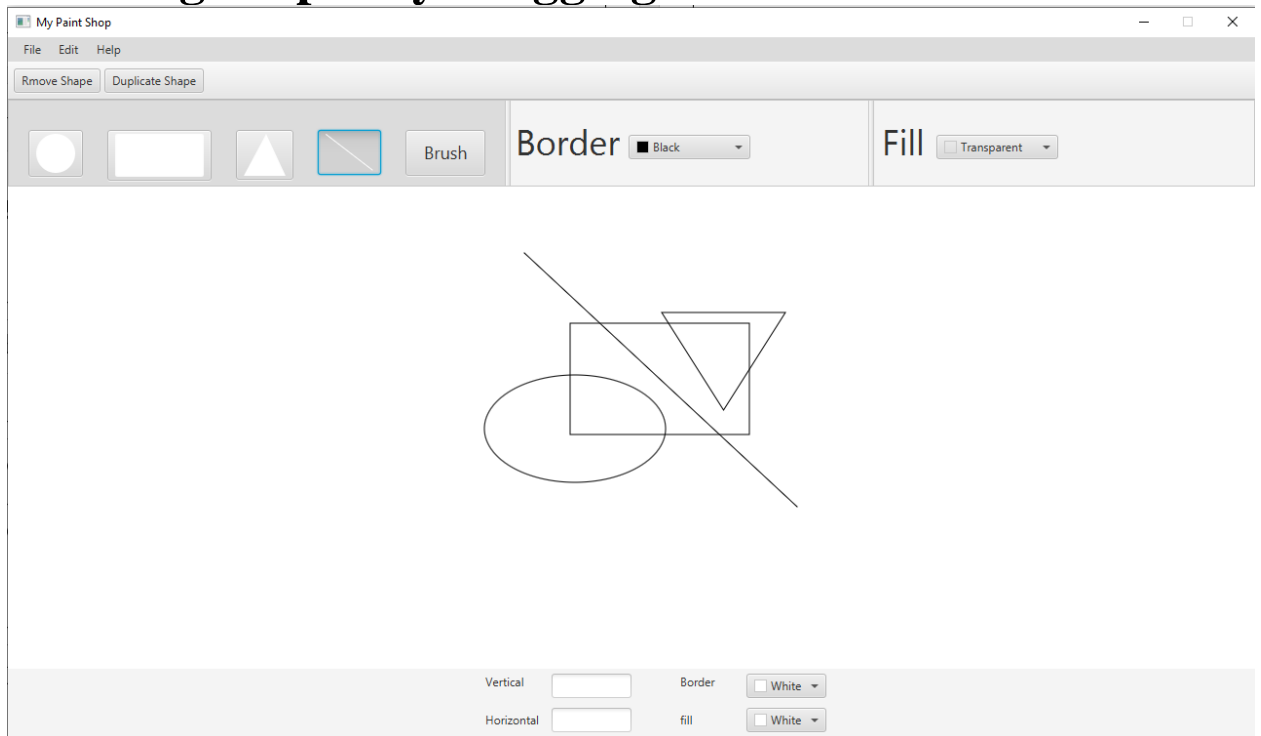 My Paint Shop
File Edit Help
Rmove Shape Duplicate Shape
Brush Border Black Fill Transparent
Vertical Border White
Horizontal fill White